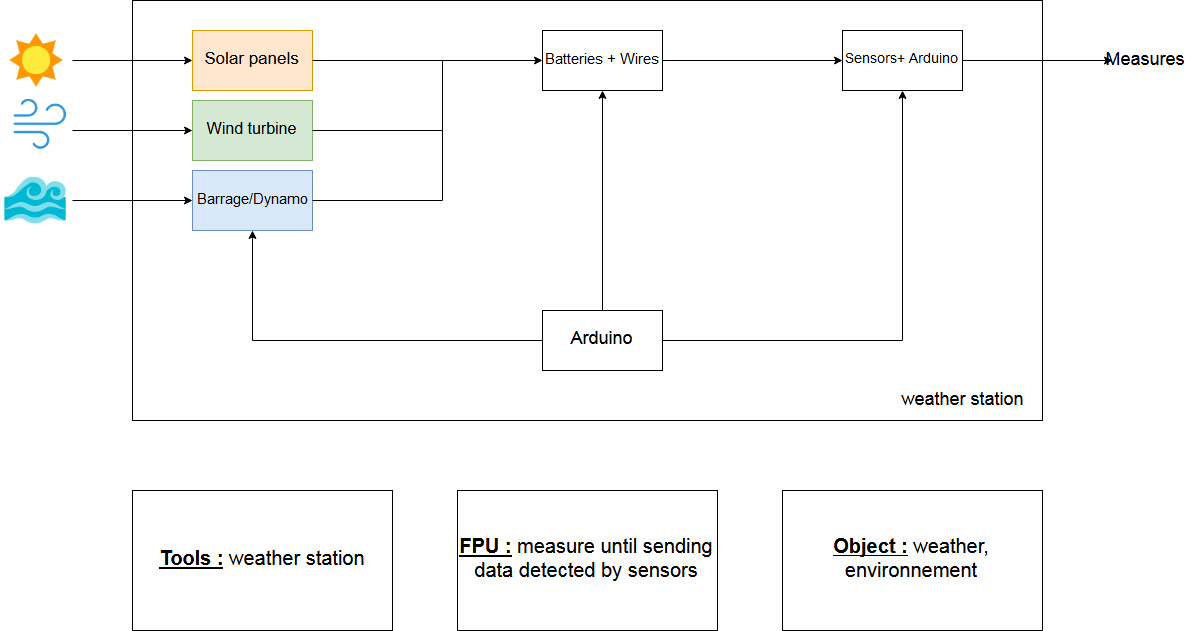 Solar panels
Batteries + Wires
Sensors+ Arduino
Measures
Wind turbine
Barrage/Dynamo
Arduino
weather station
Tools : weather station
FPU : measure until sending
data detected by sensors
Object : weather,
environnement